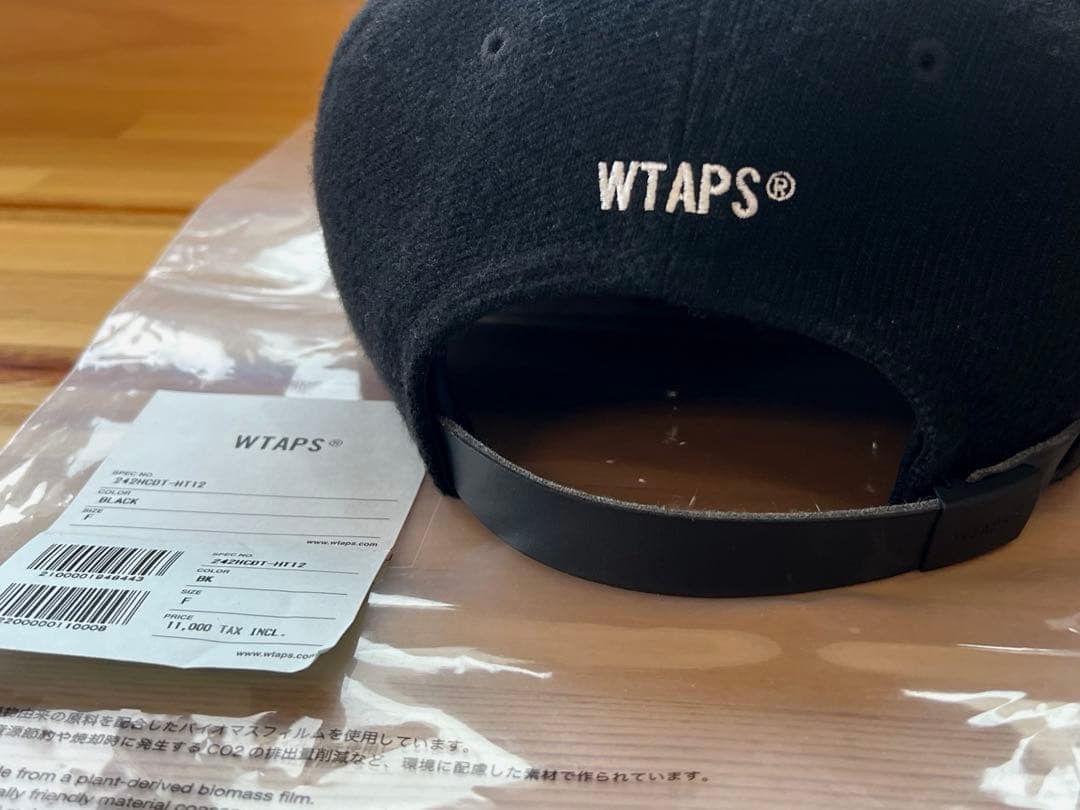 WTAPS®
WTAPS®
SPEC NO.
242HCDT-HT12
COLOR
BLACK
SIZE
F
www.wtaps.com
2100001946443
SPEC NO.
242HCDT-HT12
COLOR
BK
SIZE
F
2200000110008
PRICE
11,000 TAX INCL.
www.wtaps.com
由来の原料を配合したバイオマスフィルムを使用しています。
資源節約や焼却時に発生するCO2の排出量削減など、環境に配慮した素材で作られています。
from a plant-derived biomass film.
friendly material
WTAPS